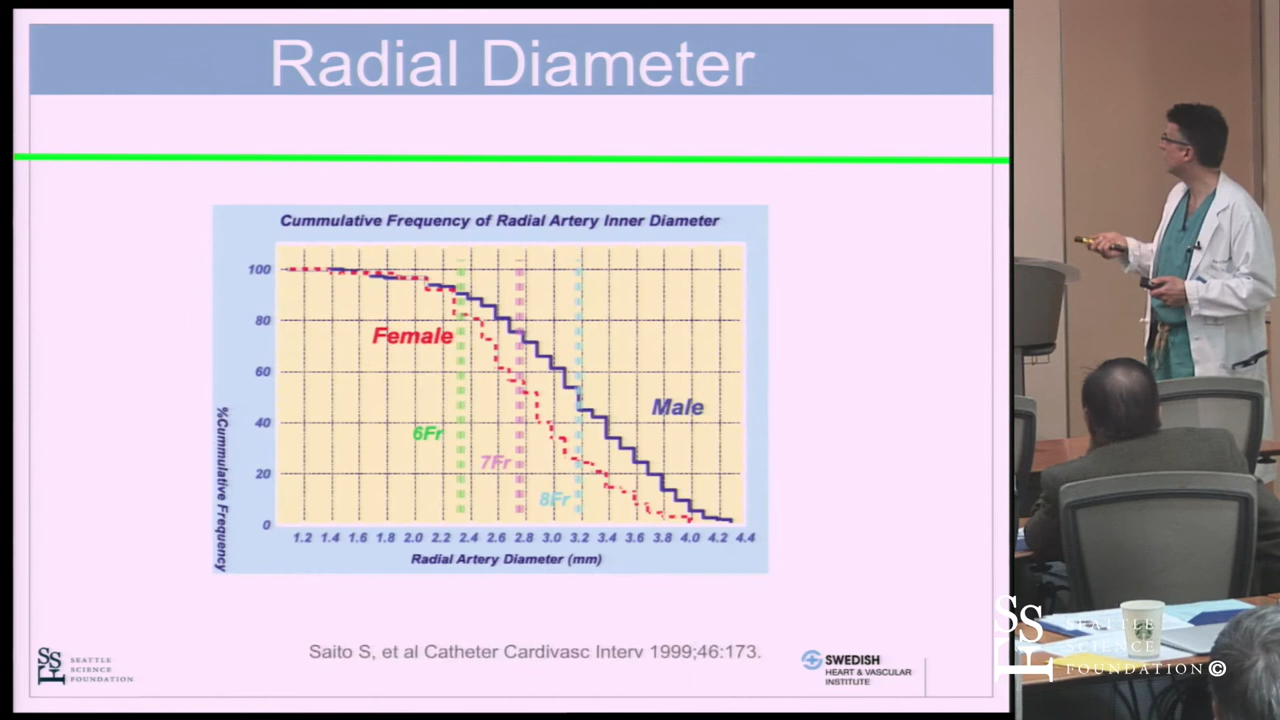 Radial Diameter
Cummulative Frequency of Radial Artery Inner Diameter
100
80
60
40
20
0
%Cummulative Frequency
Female
Male
6Fr
7Fr
8Fr
1.2 1.4 1.6 1.8 2.0 2.2 2.4 2.6 2.8 3.0 3.2 3.4 3.6 3.8 4.0 4.2 4.4
Radial Artery Diameter (mm)
Saito S, et al Catheter Cardivasc Interv 1999;46:173.
SSF
SEATTLE
SCIENCE
FOUNDATION
SWEDISH
HEART & VASCULAR
INSTITUTE
SSF
SEATTLE
SCIENCE
FOUNDATION ©